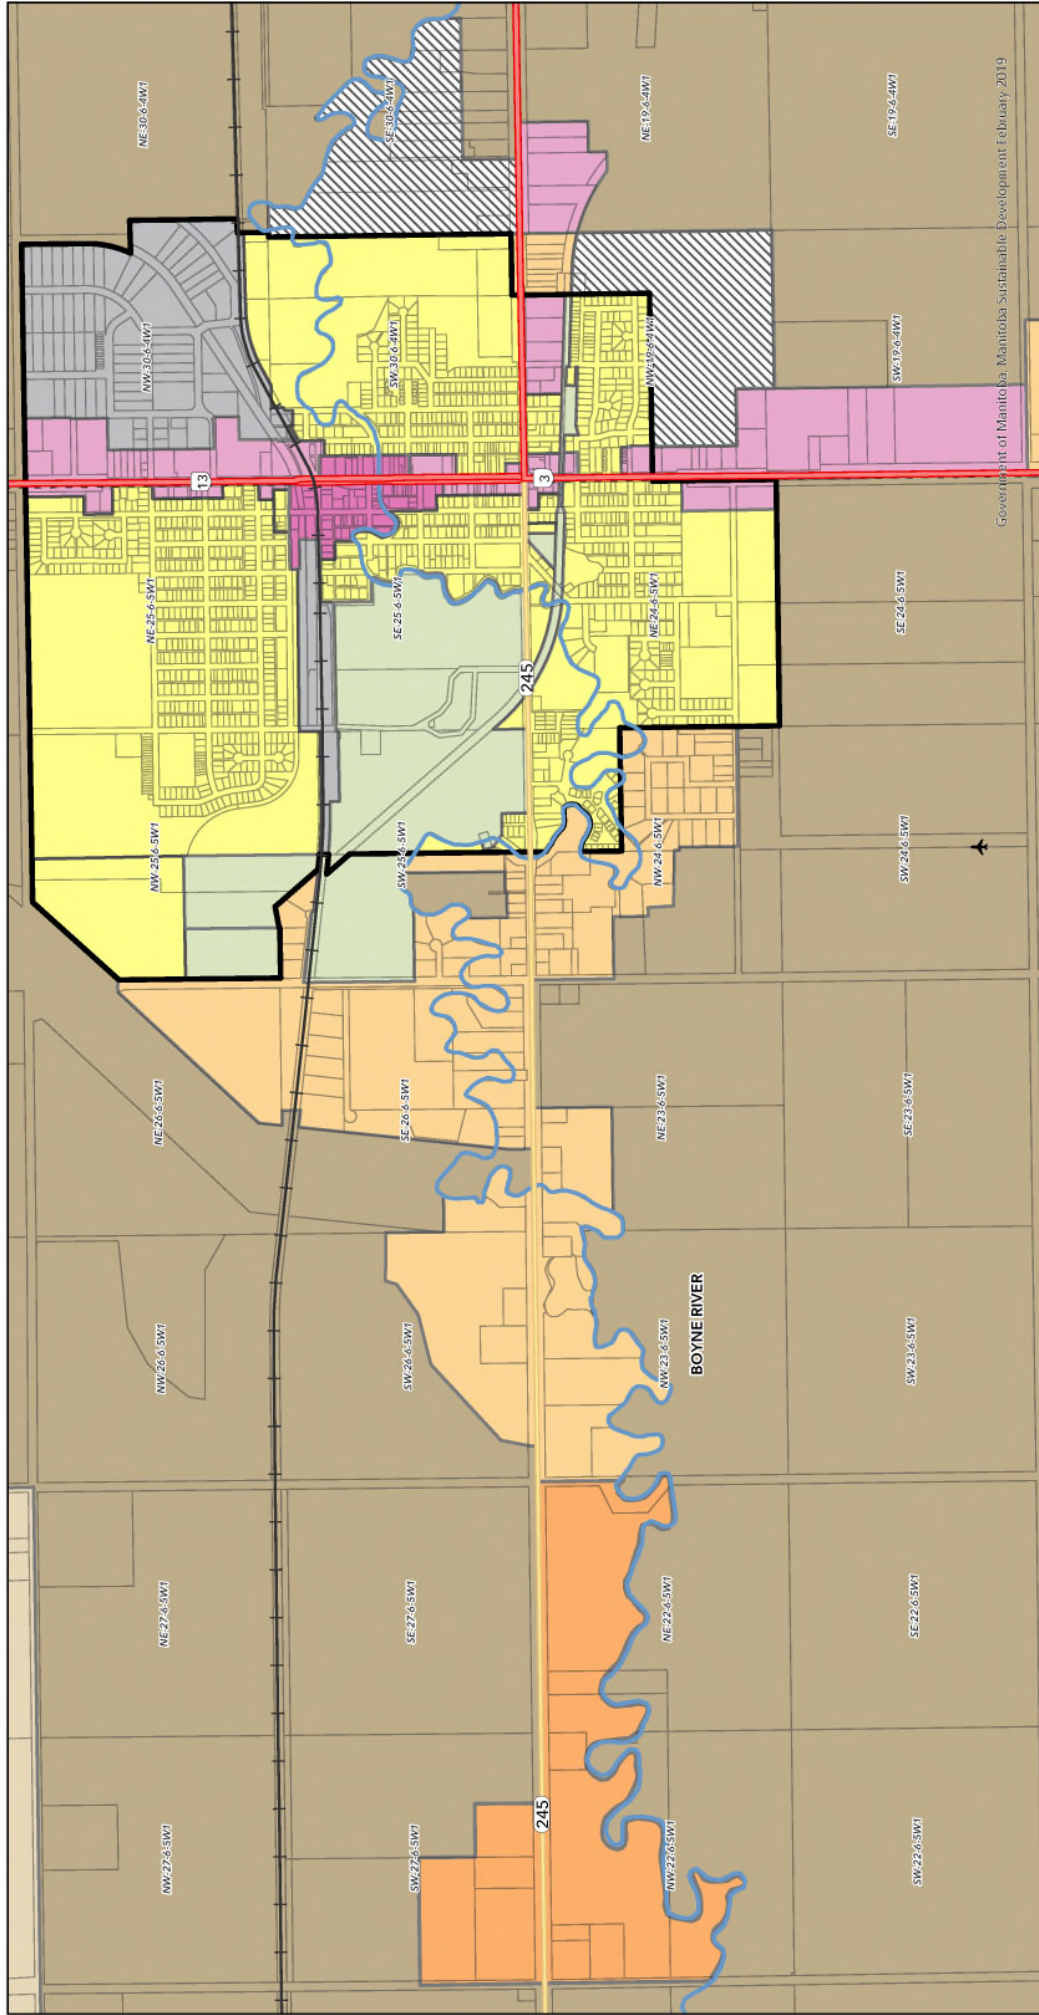 NW-27-6-5W1
NE-27-6-5W1
NW-26-6-5W1
NE-26-6-5W1
NW-25-6-5W1
NE-25-6-5W1
NW-30-6-4W1
NE-30-6-4W1
13
SW-27-6-5W1
SE-27-6-5W1
SW-26-6-5W1
SE-26-6-5W1
SW-25-6-5W1
SE-25-6-5W1
SW-30-6-4W1
SE-30-6-4W1
245
245
3
NW-22-6-5W1
NE-22-6-5W1
NW-23-6-5W1
NE-23-6-5W1
NW-24-6-5W1
NE-24-6-5W1
NW-19-6-4W1
NE-19-6-4W1
BOYNE RIVER
SW-22-6-5W1
SE-22-6-5W1
SW-23-6-5W1
SE-23-6-5W1
SW-24-6-5W1
SE-24-6-5W1
SW-19-6-4W1
SE-19-6-4W1
Government of Manitoba, Manitoba Sustainable Development February 2019